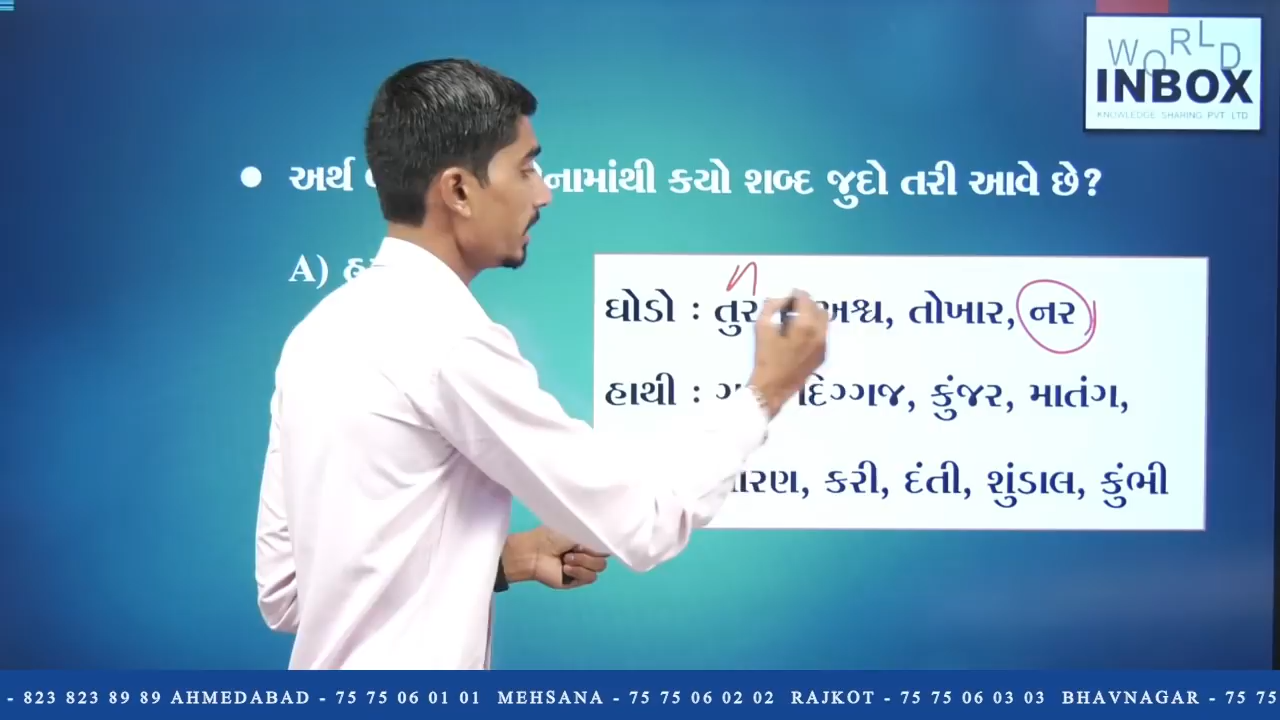 WORLD
INBOX
KNOWLEDGE SHARING PVT. LTD.
અર્થ કયો શબ્દ જુદો તરી આવે છે?
A)
ઘોડો : અશ્વ, તોખાર, નર
હાથી : દિગ્ગજ, કુંજર, માતંગ,
કરી, દંતી, શુંડાલ, કુંભી
- 823 823 89 89 AHMEDABAD - 75 75 06 01 01 MEHSANA - 75 75 06 02 02 RAJKOT - 75 75 06 03 03 BHAVNAGAR - 75 75